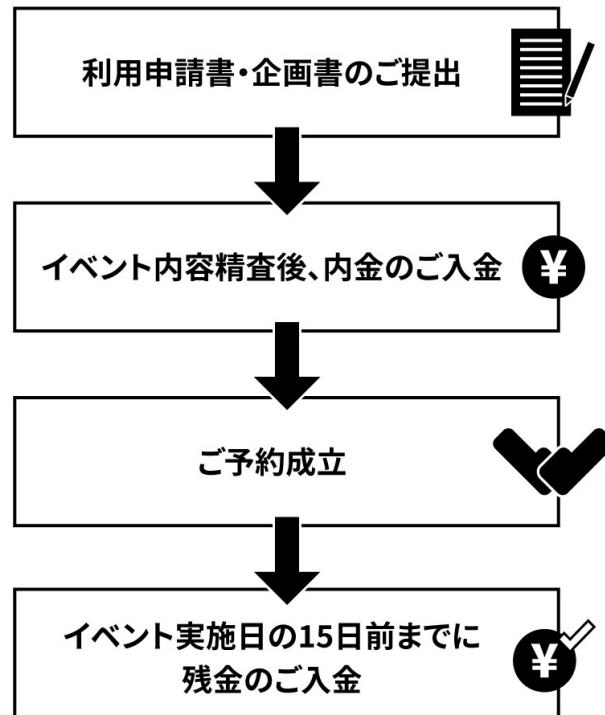 利用申請書・企画書のご提出
イベント内容精査後、内金のご入金
¥
ご予約成立
イベント実施日の15日前までに
残金のご入金
¥